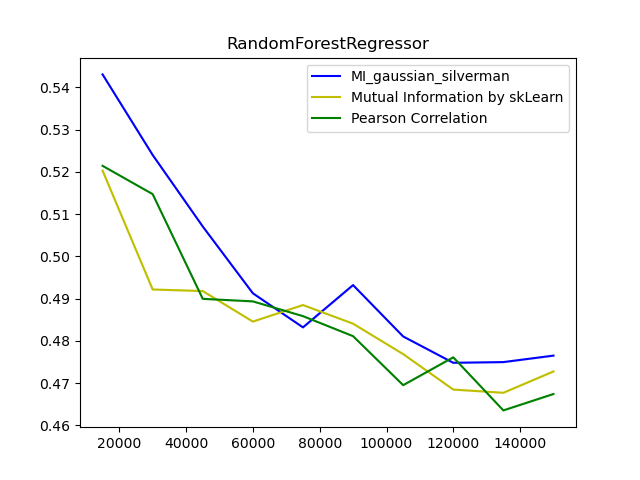 RandomForestRegressor
MI_gaussian_silverman
Mutual Information by skLearn
Pearson Correlation
0.54
0.53
0.52
0.51
0.50
0.49
0.48
0.47
0.46
20000 40000 60000 80000 100000 120000 140000